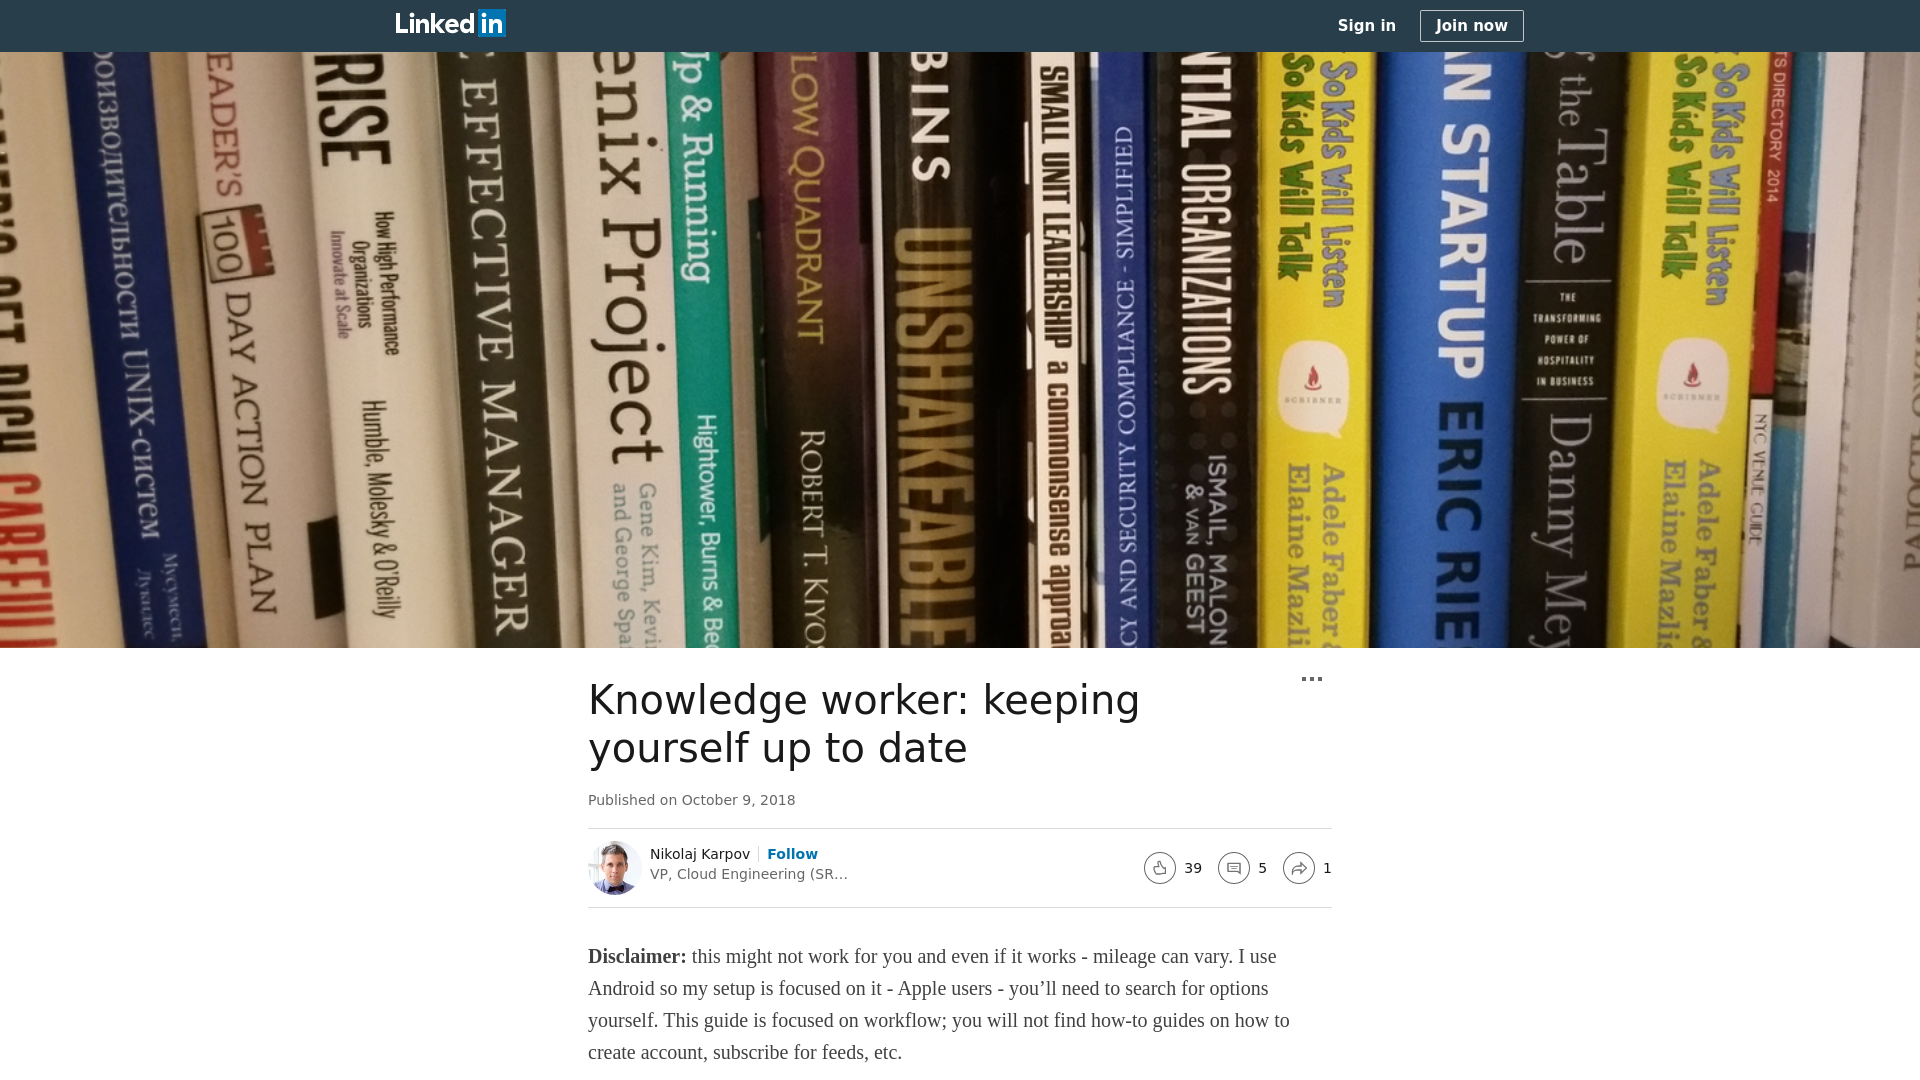 Linked in
Sign in
Join now
оизводительности UNIX-систем
Мусумеси,
Лукидес
EADER'S
100
DAY ACTION PLAN
RISE
How High Performance
Organizations
Innovate at Scale
Humble, Molesky & O'Reilly
EFFECTIVE MANAGER
enix Project
Gene Kim, Kevi
and George Spa
Up & Running
Hightower, Burns & Be
LOW QUADRANT
ROBERT T. KIYOS
BINS
UNSHAKEABLE
SMALL UNIT LEADERSHIP a commonsense approa
CY AND SECURITY COMPLIANCE - SIMPLIFIED
NTIAL ORGANIZATIONS
ISMAIL, MALON
& VAN GEEST
So Kids Will Listen
So Kids Will Talk
SCRIBNER
Adele Faber &
Elaine Mazli
AN STARTUP
ERIC RIE
the Table
THE
TRANSFORMING
POWER OF
HOSPITALITY
IN BUSINESS
Danny Mey
So Kids Will Listen
So Kids Will Talk
SCRIBNER
Adele Faber &
Elaine Mazlis
'S DIRECTORY 2014
NYC VENUE GUIDE
Knowledge worker: keeping
yourself up to date
Published on October 9, 2018
Nikolaj Karpov
Follow
VP, Cloud Engineering (SR…
39
5
1
Disclaimer: this might not work for you and even if it works - mileage can vary. I use
Android so my setup is focused on it - Apple users - you’ll need to search for options
yourself. This guide is focused on workflow; you will not find how-to guides on how to
create account, subscribe for feeds, etc.